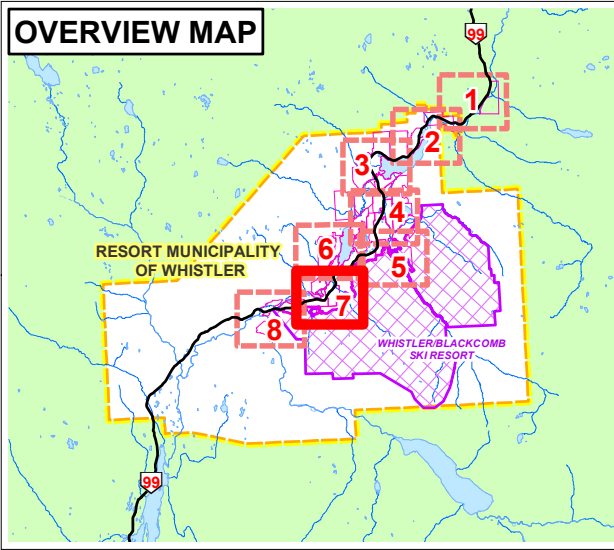 OVERVIEW MAP
99
1
2
3
4
RESORT MUNICIPALITY
OF WHISTLER
6
5
7
8
WHISTLER/BLACKCOMB
SKI RESORT
99